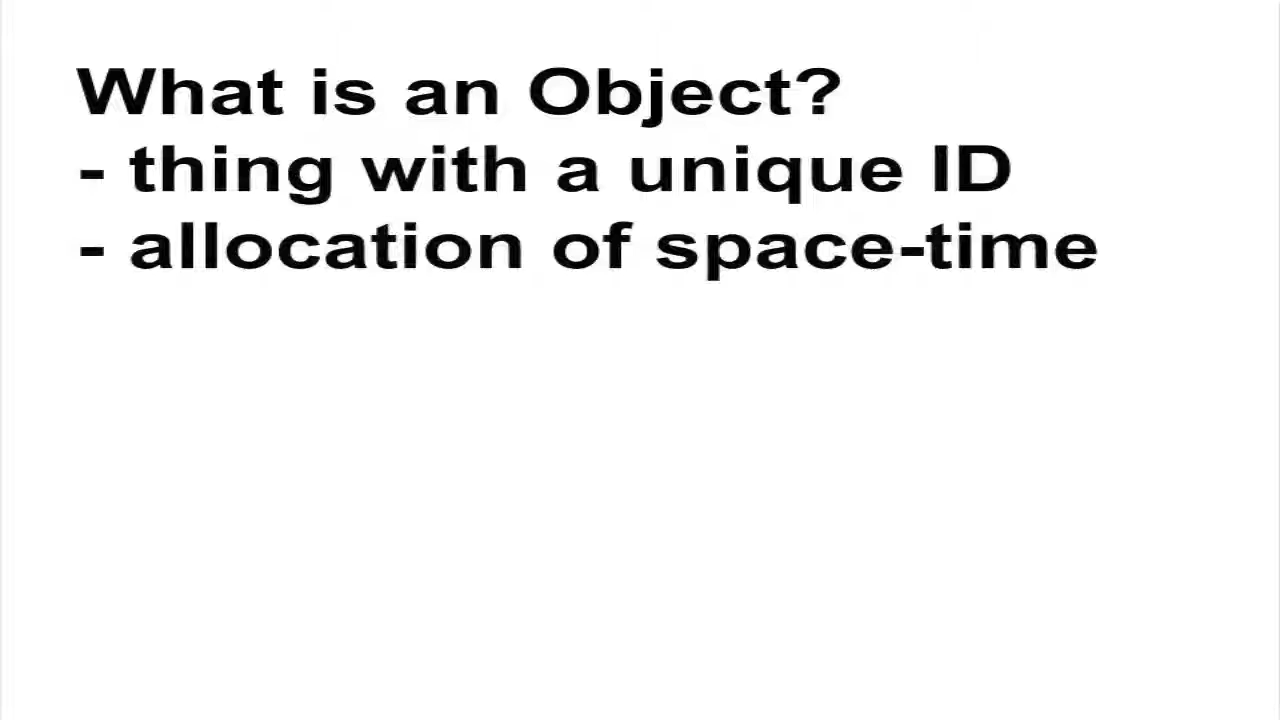 What is an Object?
- thing with a unique ID
- allocation of space-time